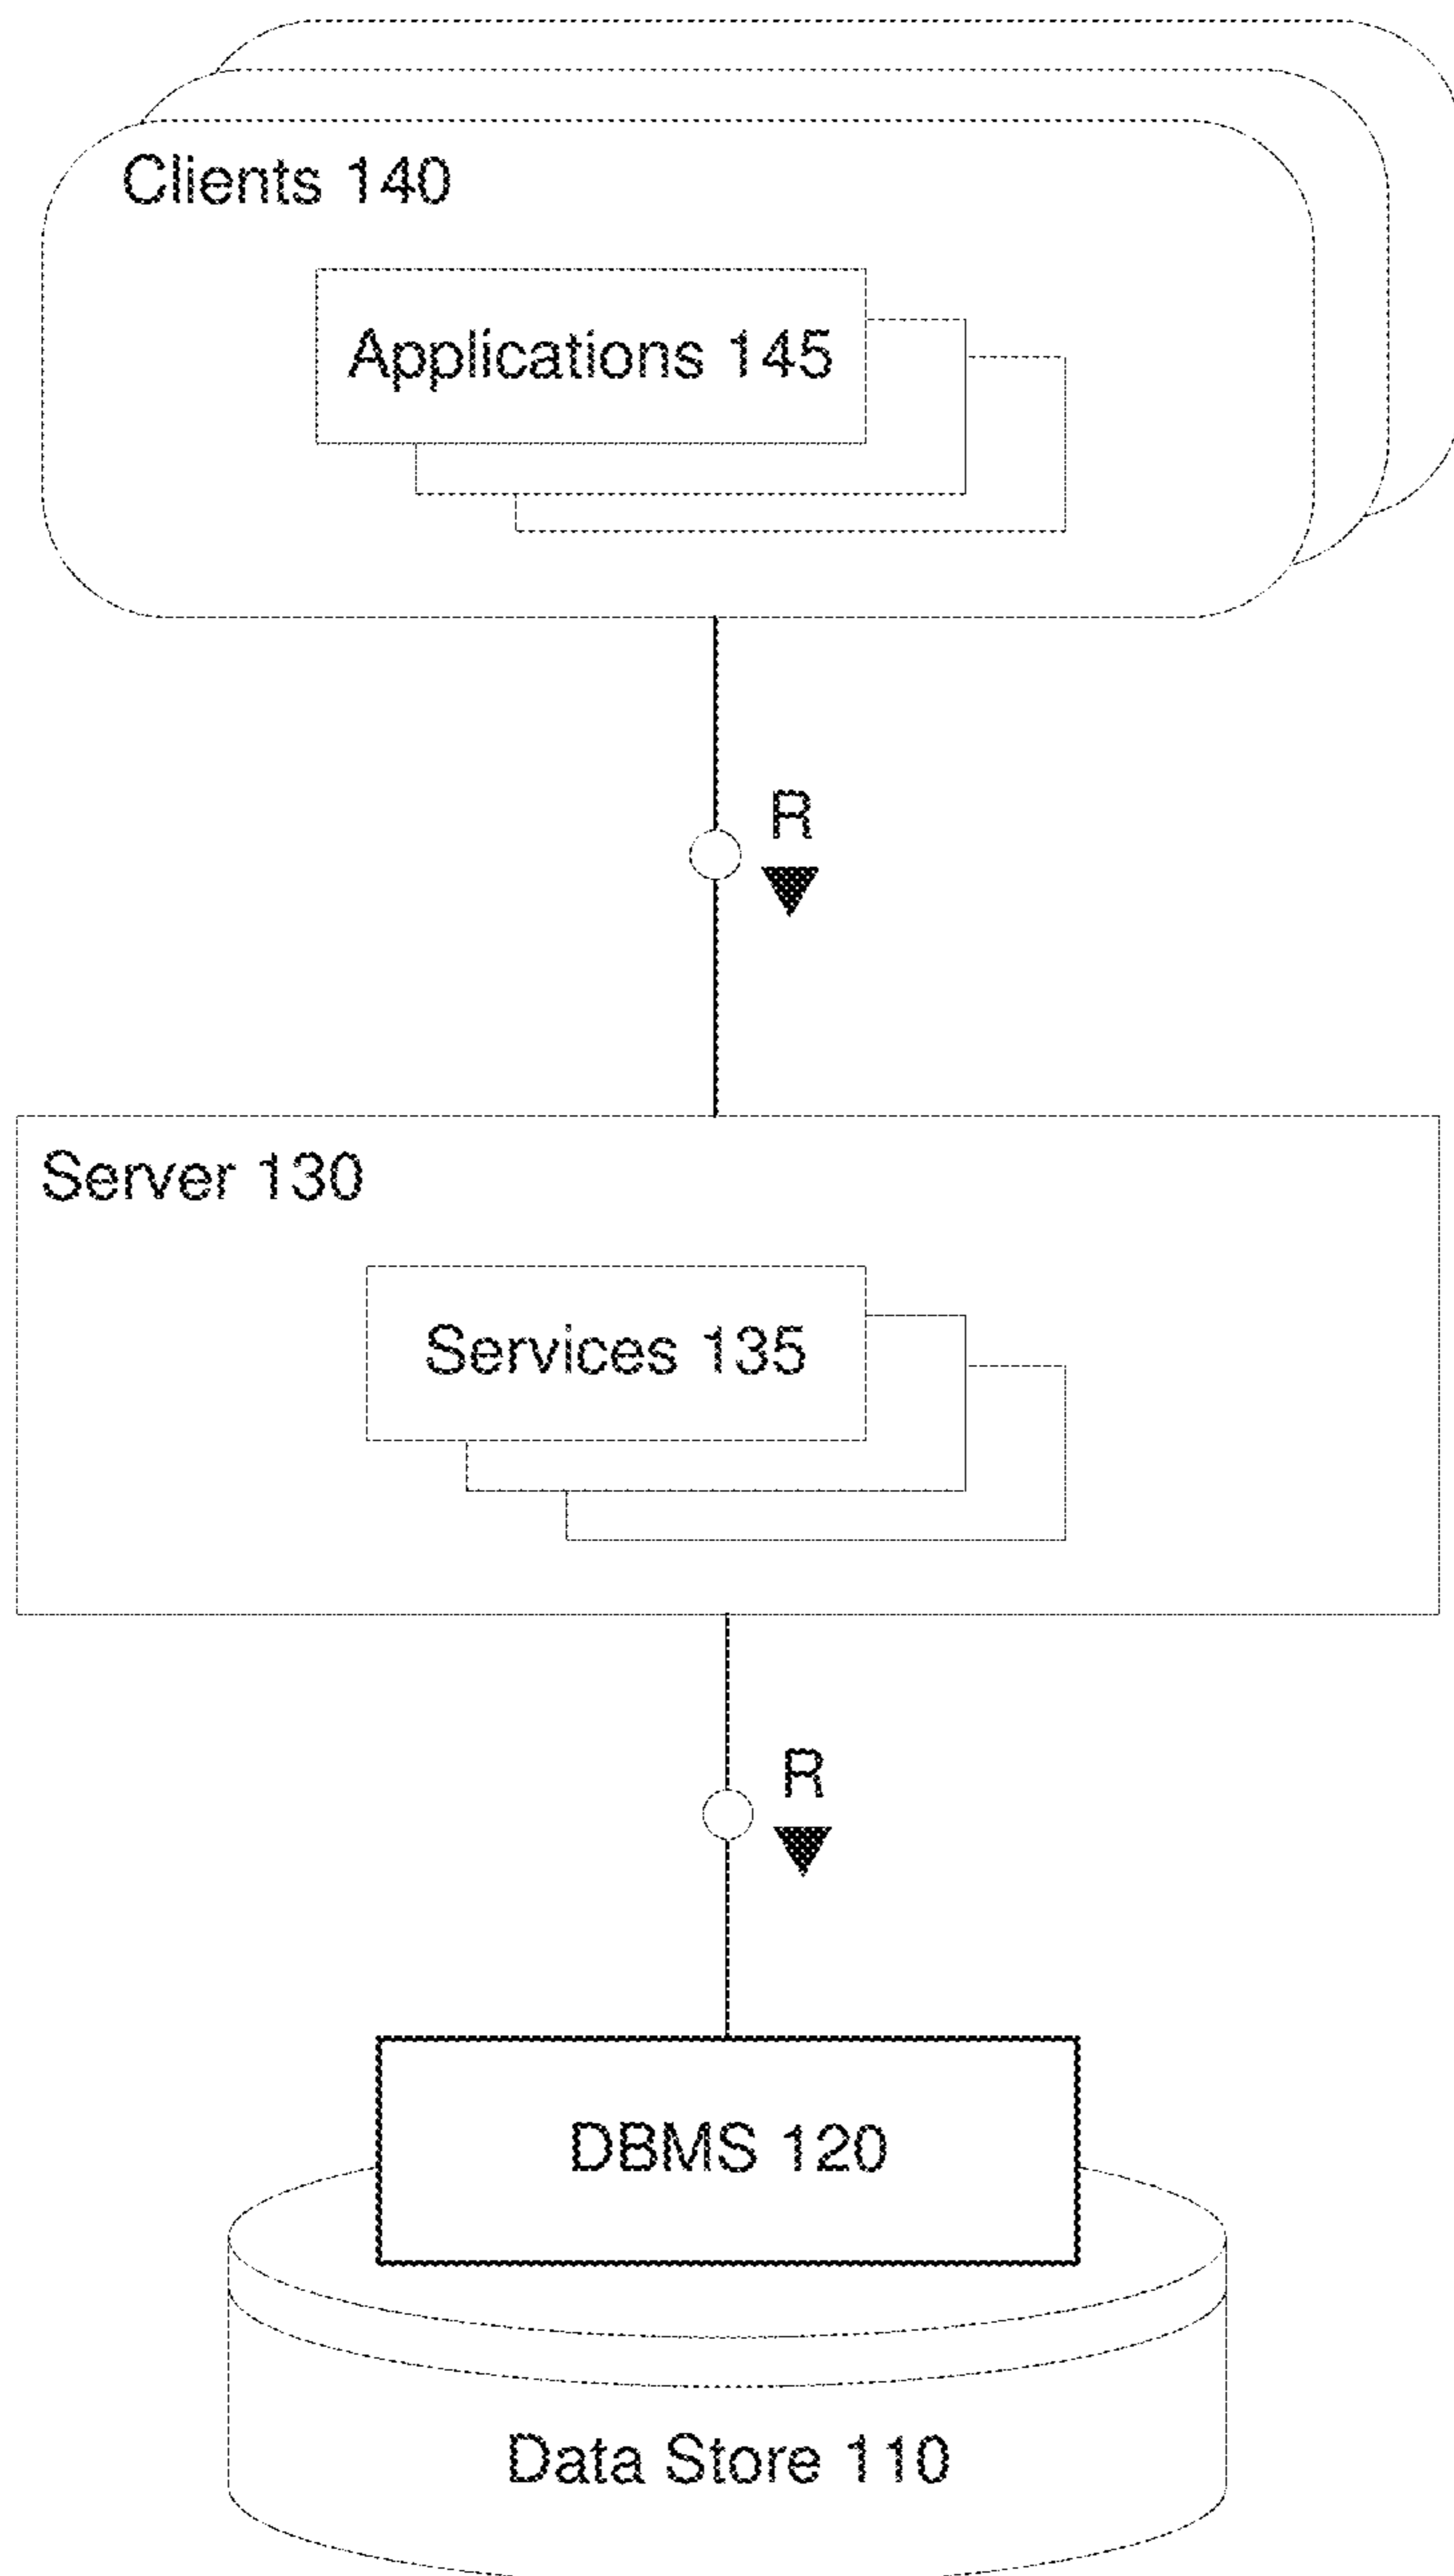 Clients 140
Applications 145
R
Server 130
Services 135
R
DBMS 120
Data Store 110